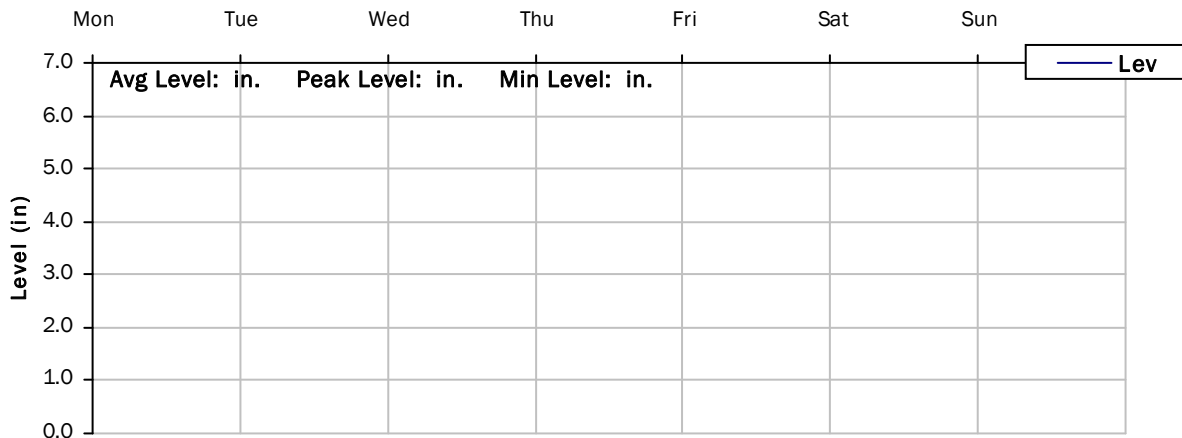 Mon Tue Wed Thu Fri Sat Sun
7.0
Avg Level: in. Peak Level: in. Min Level: in.
Lev
6.0
5.0
4.0
3.0
2.0
1.0
0.0
Level (in)